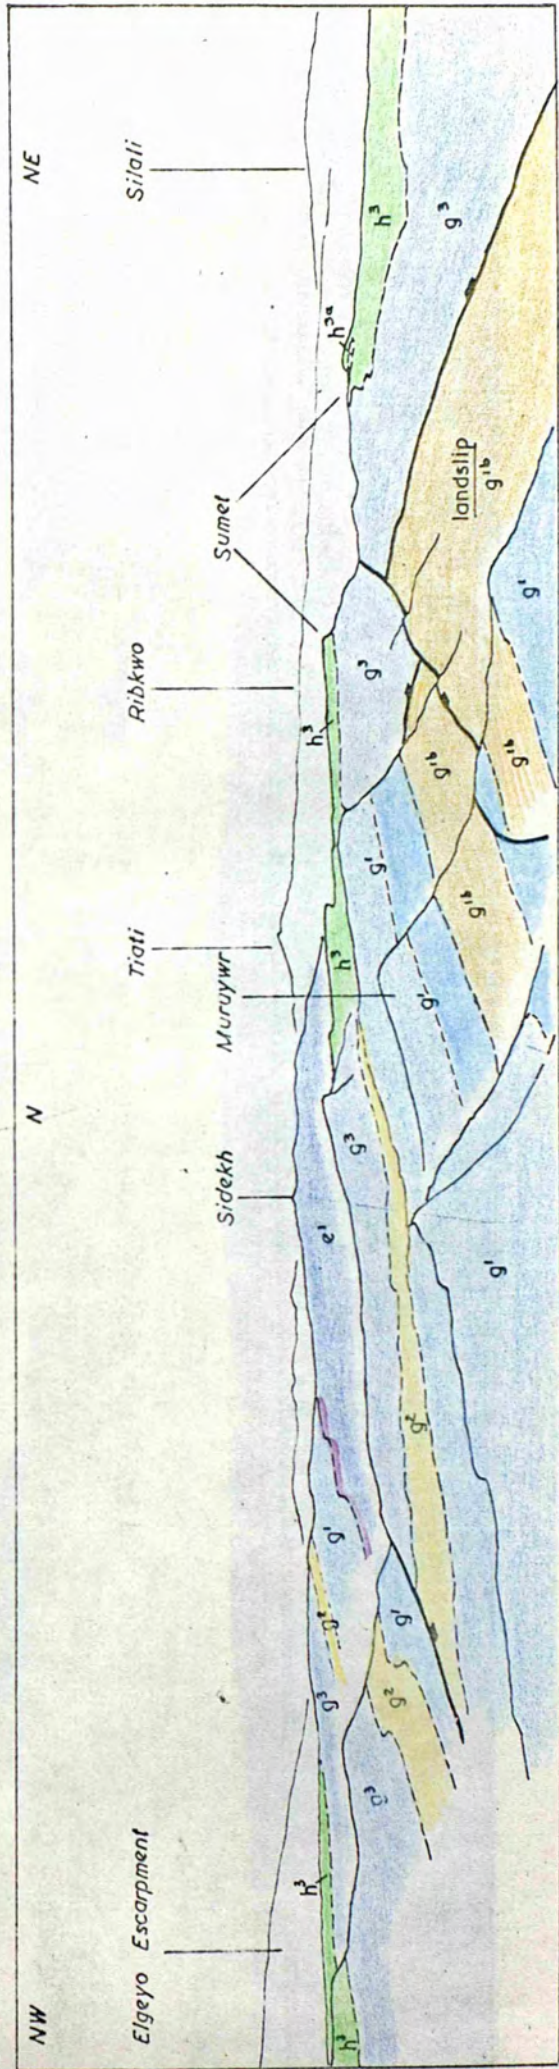 NW
N
NE
Elgeyo Escarpment
Tiati
Ribkwo
Silali
Sidekh
Muruywr
Sumet
h³
h³
g³
g²
g¹
e¹
h³
h³
h³ᵃ
h³
g³
g²
g¹
g³
g¹
g¹
g³
g³
g²
g¹
g¹ᵇ
g¹ᵇ
g¹ᵇ
g¹
landslip
g¹ᵇ